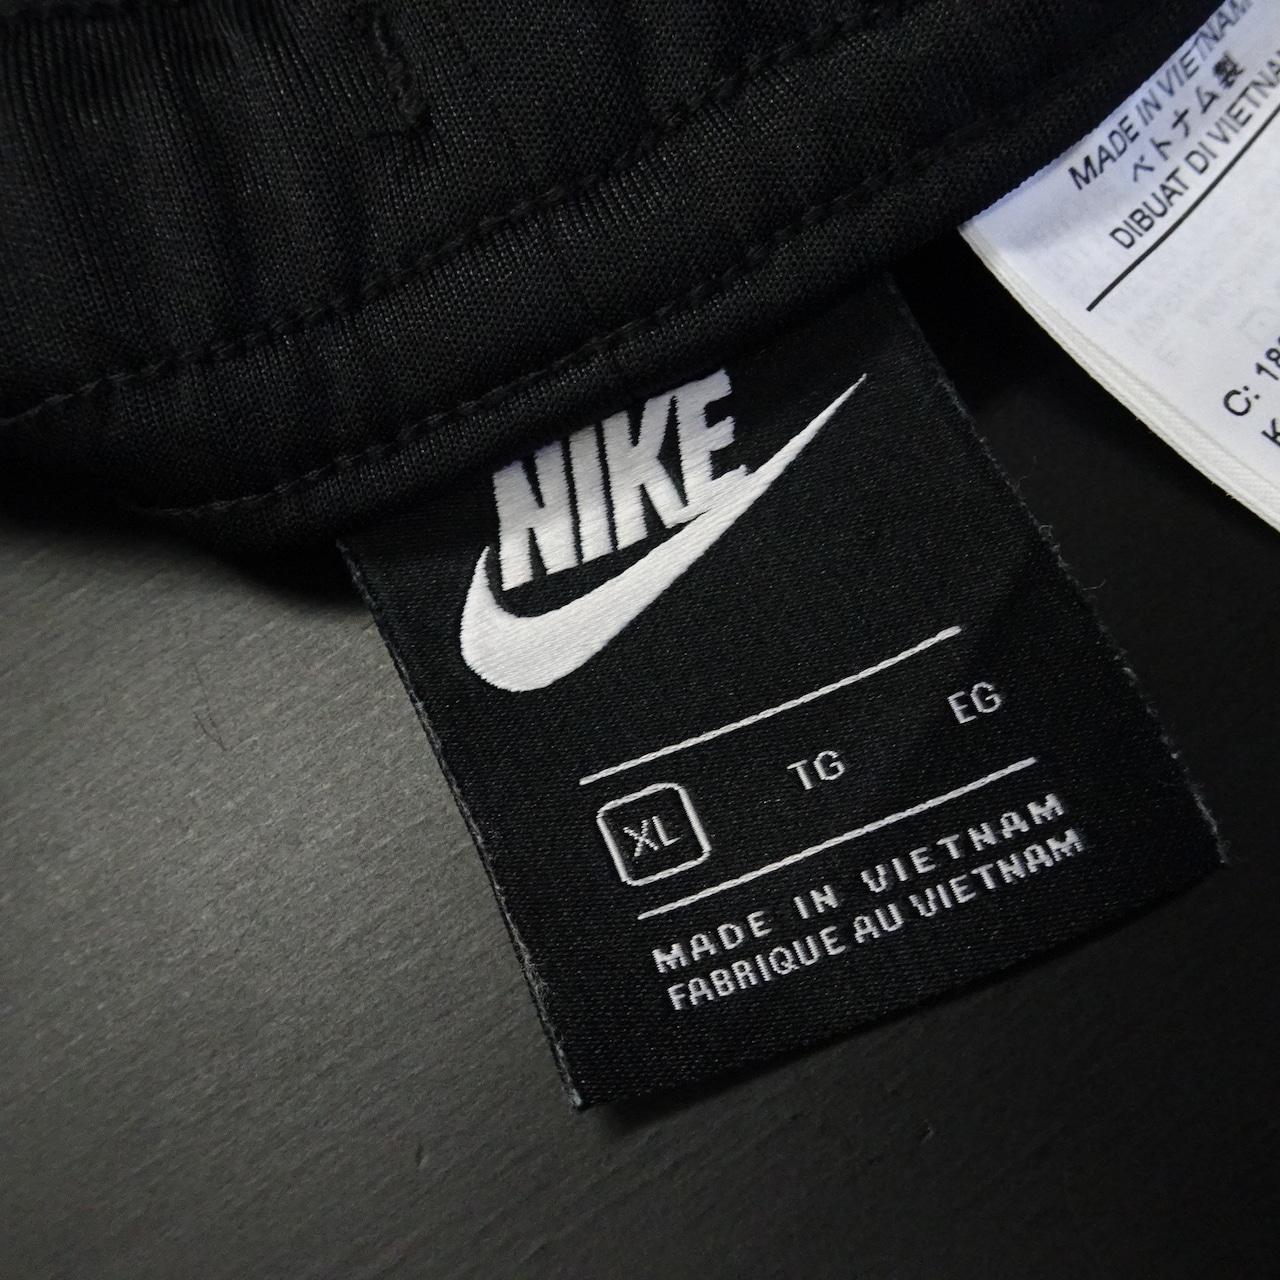 NIKE
XL TG EG
MADE IN VIETNAM
FABRIQUE AU VIETNAM
MADE IN VIETNAM
ベトナム製
DIBUAT DI VIETNAM
C: